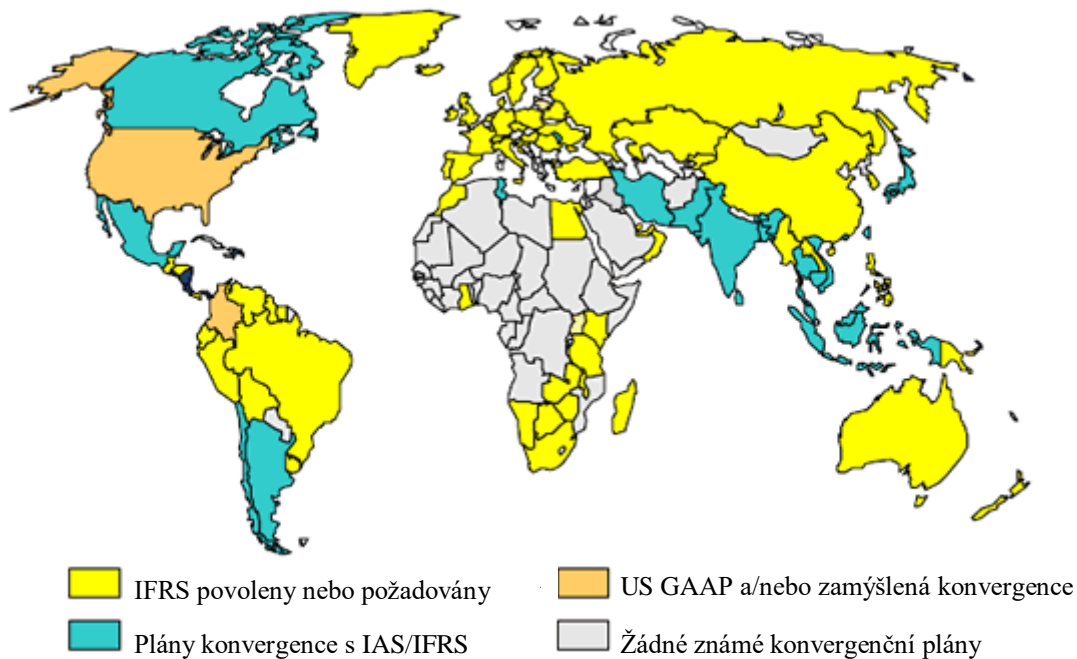 IFRS povoleny nebo požadovány
US GAAP a/nebo zamýšlená konvergence
Plány konvergence s IAS/IFRS
Žádné známé konvergenční plány